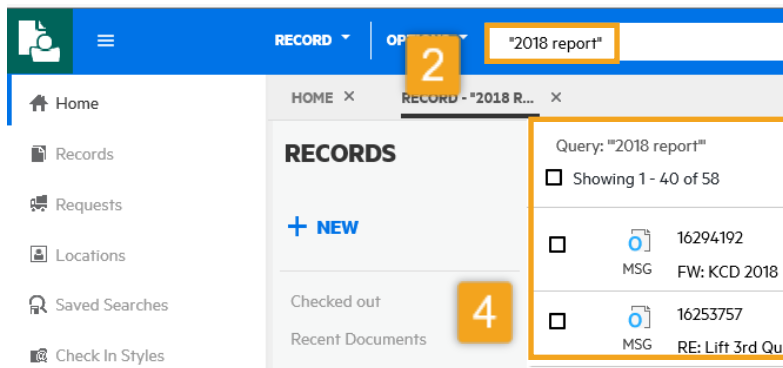 RECORD
OPTIONS
"2018 report"
2
Home
Records
Requests
Locations
Saved Searches
Check In Styles
HOME ×
RECORD - "2018 R... ×
RECORDS
+ NEW
Checked out
Recent Documents
4
Query: "'2018 report'"
Showing 1 - 40 of 58
16294192
MSG FW: KCD 2018
16253757
MSG RE: Lift 3rd Qu